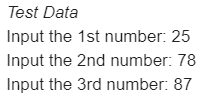 Test Data
Input the 1st number: 25
Input the 2nd number: 78
Input the 3rd number: 87